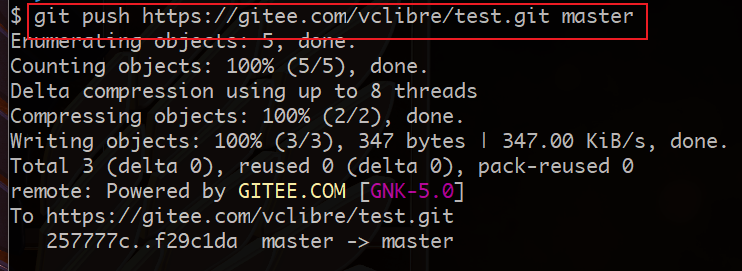 $ git push https://gitee.com/vclibre/test.git master
Enumerating objects: 5, done.
Counting objects: 100% (5/5), done.
Delta compression using up to 8 threads
Compressing objects: 100% (2/2), done.
Writing objects: 100% (3/3), 347 bytes | 347.00 KiB/s, done.
Total 3 (delta 0), reused 0 (delta 0), pack-reused 0
remote: Powered by GITEE.COM [GNK-5.0]
To https://gitee.com/vclibre/test.git
   257777c..f29c1da  master -> master